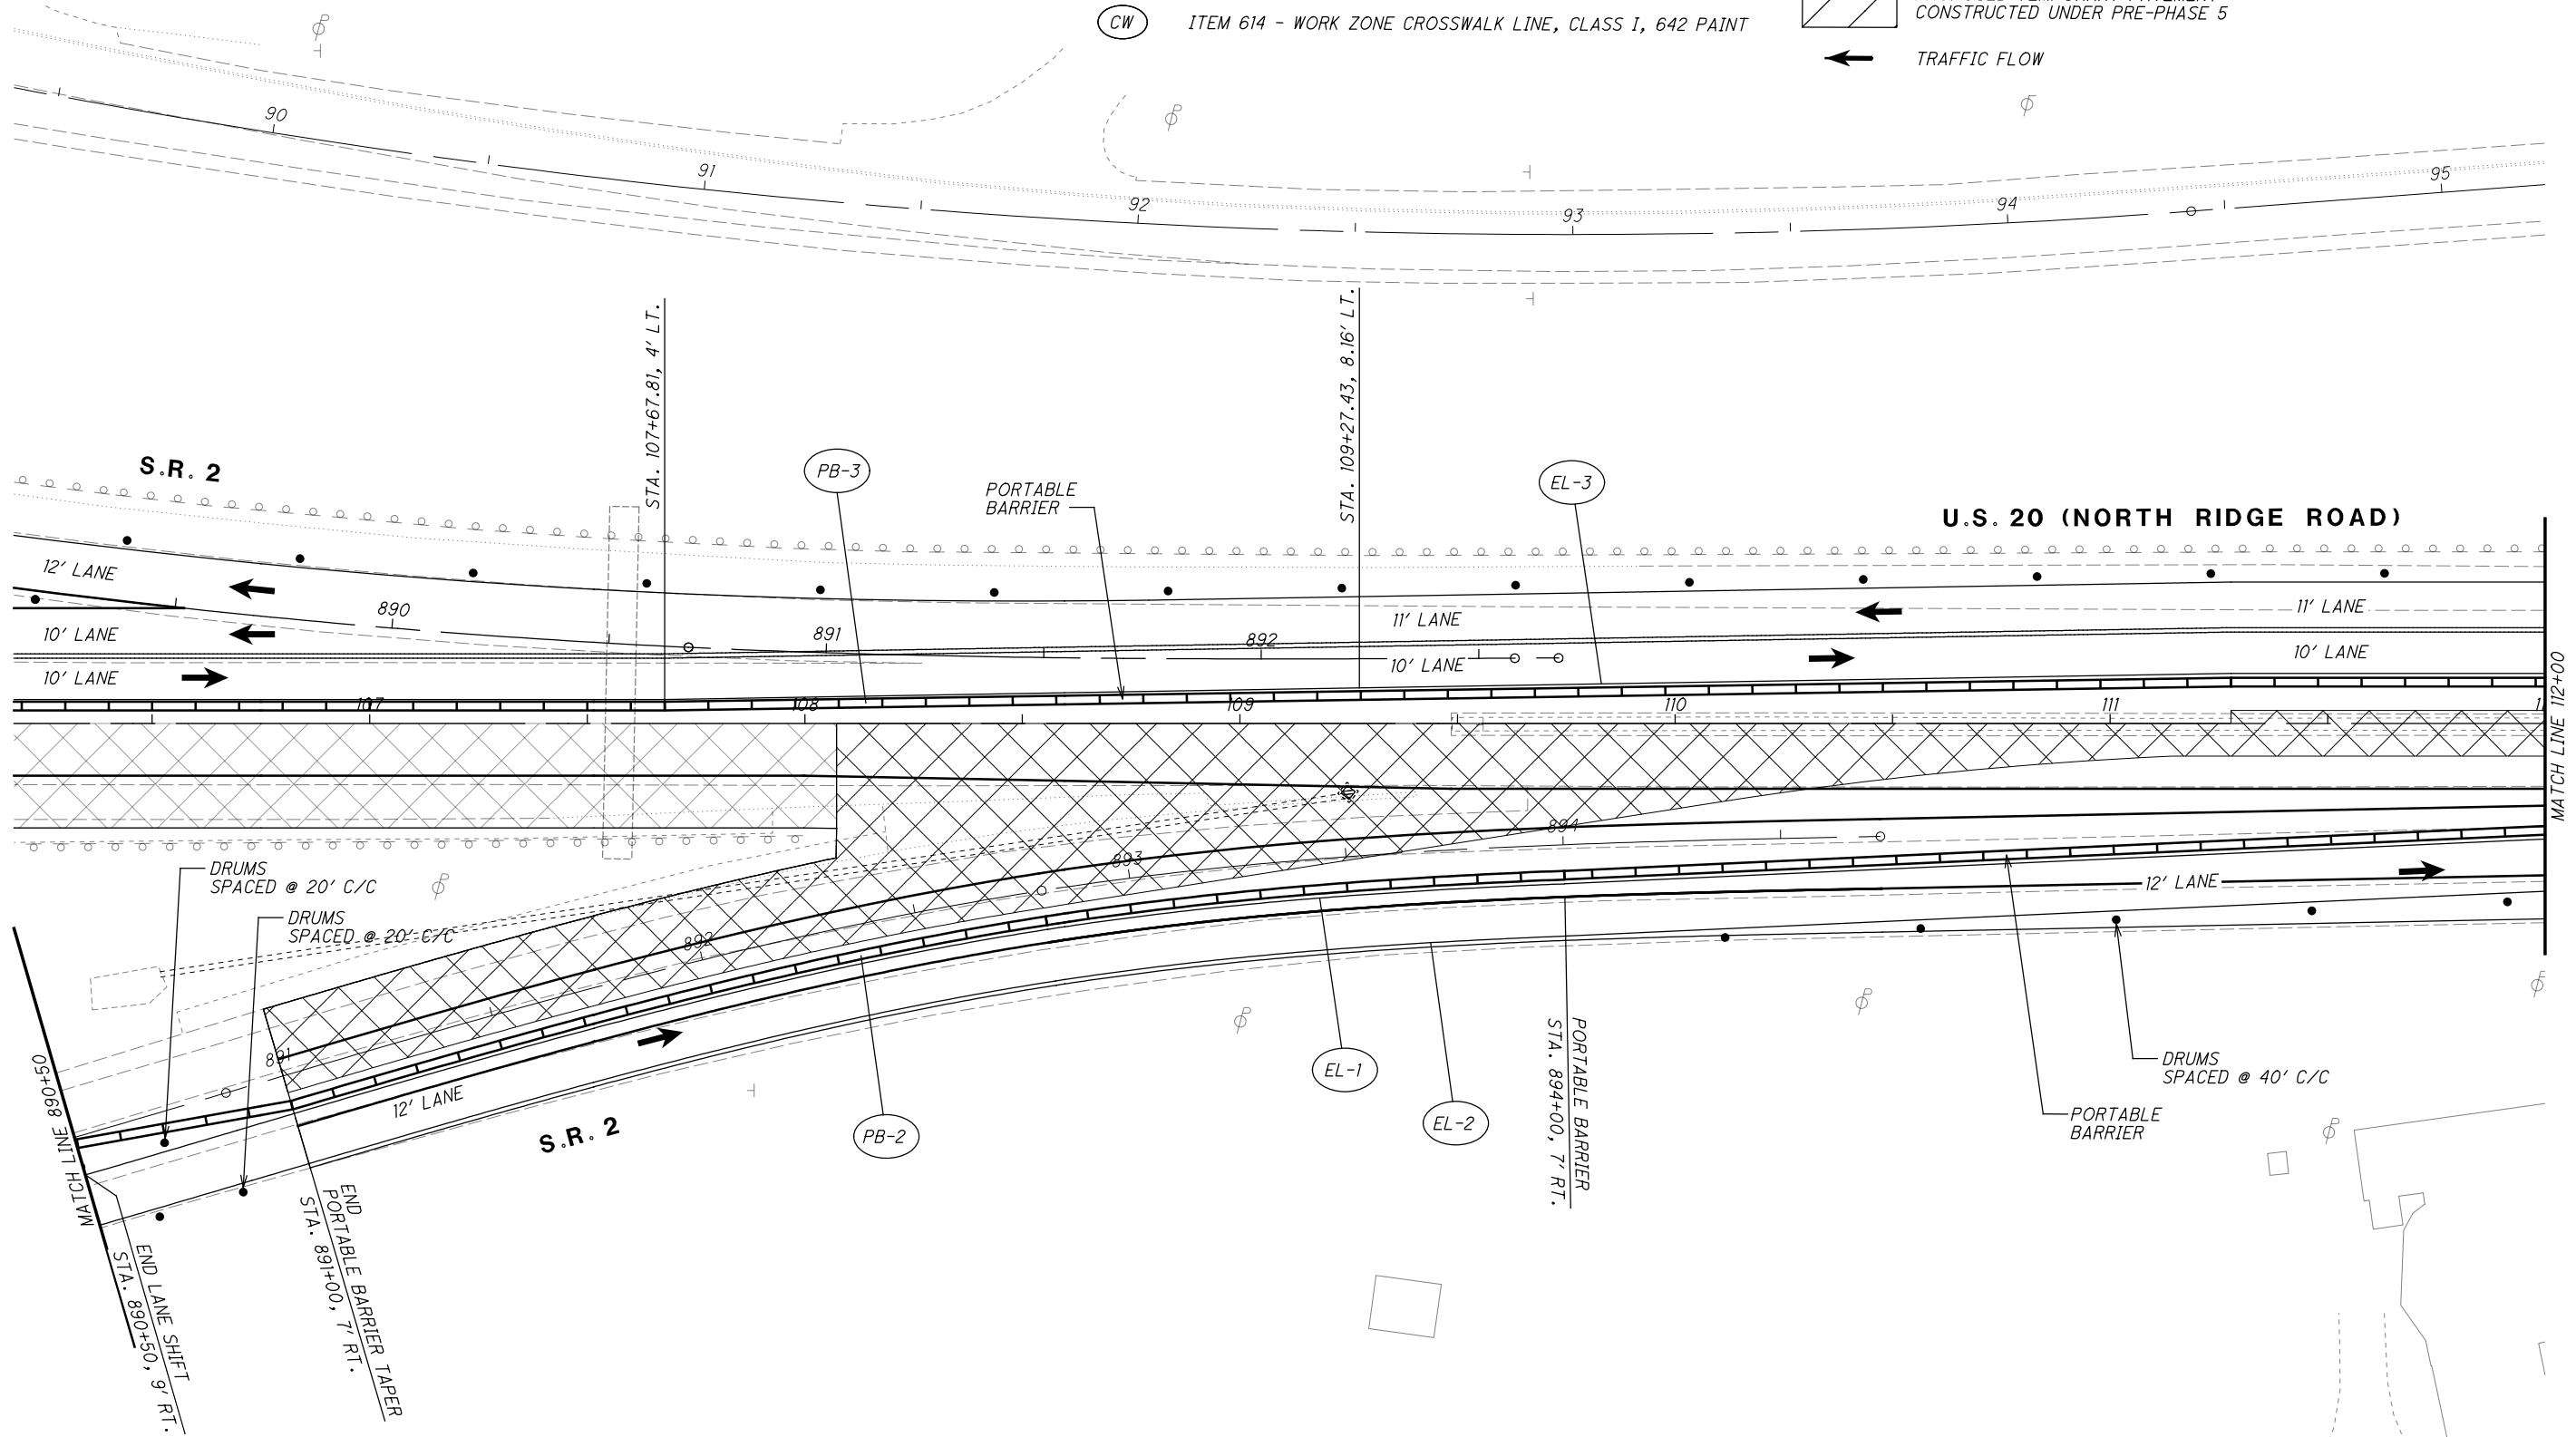 CW
ITEM 614 - WORK ZONE CROSSWALK LINE, CLASS I, 642 PAINT
CONSTRUCTED UNDER PRE-PHASE 5
TRAFFIC FLOW
90
91
92
93
94
95
STA. 107+67.81, 4' LT.
STA. 109+27.43, 8.16' LT.
S.R. 2
PB-3
PORTABLE
BARRIER
EL-3
U.S. 20 (NORTH RIDGE ROAD)
12' LANE
10' LANE
10' LANE
890
891
892
11' LANE
10' LANE
11' LANE
10' LANE
107
108
109
110
111
MATCH LINE 112+00
DRUMS
SPACED @ 20' C/C
DRUMS
SPACED @ 20' C/C
891
892
893
894
12' LANE
12' LANE
S.R. 2
PB-2
EL-1
EL-2
PORTABLE BARRIER
STA. 894+00, 7' RT.
DRUMS
SPACED @ 40' C/C
PORTABLE
BARRIER
MATCH LINE 890+50
END LANE SHIFT
STA. 890+50, 9' RT.
END
PORTABLE BARRIER TAPER
STA. 891+00, 7' RT.